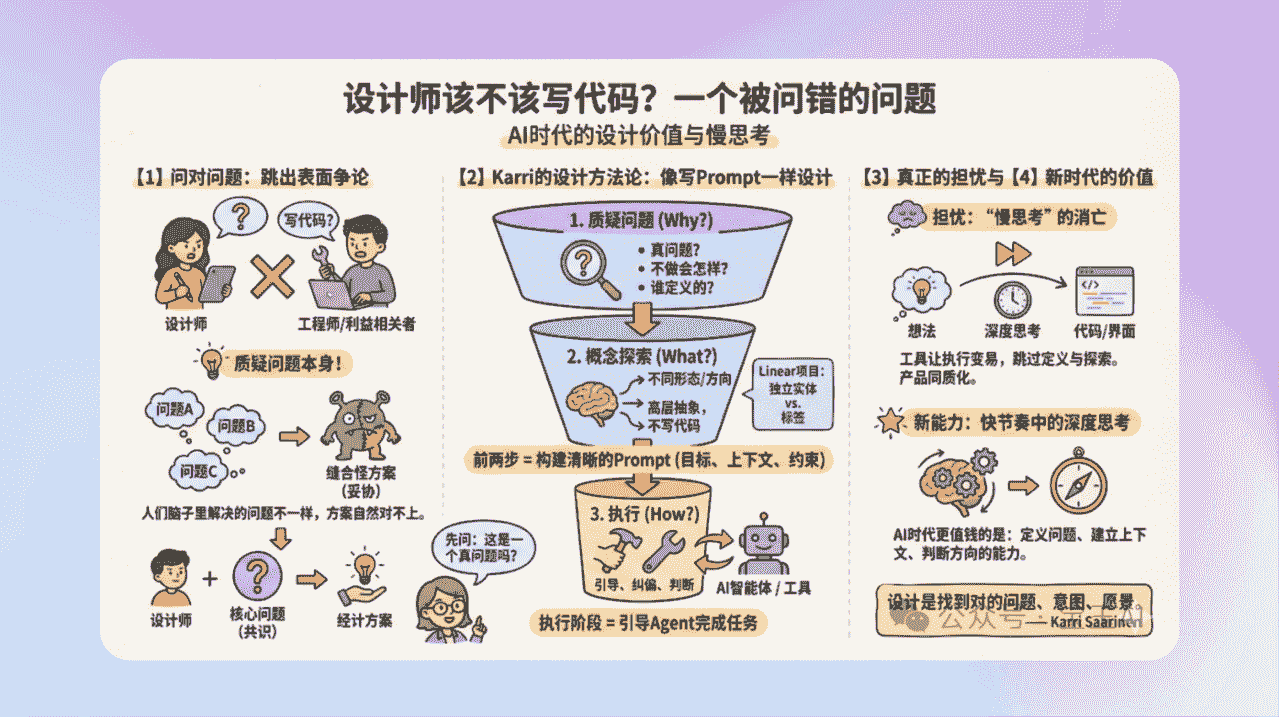 设计师该不该写代码？一个被问错的问题
AI时代的设计价值与慢思考
【1】问对问题：跳出表面争论
?
写代码?
设计师
工程师/利益相关者
质疑问题本身！
问题A
问题B
问题C
缝合怪方案
（妥协）
人们脑子里解决的问题不一样，方案自然对不上。
+
?
设计师
核心问题
（共识）
经计方案
【2】Karri的设计方法论：像写Prompt一样设计
1. 质疑问题 (Why?)
?
• 真问题？
• 不做会怎样？
• 谁定义的？
2. 概念探索 (What?)
不同形态/方向
高层抽象，
不写代码
Linear项目：
独立实体
vs.
标签
前两步 = 构建清晰的Prompt (目标、上下文、约束)
3. 执行 (How?)
引导、纠偏、判断
AI智能体 / 工具
先问：这是一
个真问题吗？
执行阶段 = 引导Agent完成任务
【3】真正的担忧与【4】新时代的价值
担忧：“慢思考”的消亡
</>
想法
深度思考
代码/界面
工具让执行变易，跳过定义与探索。
产品同质化。
新能力：快节奏中的深度思考
AI时代更值钱的是：定义问题、建立上下
文、判断方向的能力。
设计是找到对的问题、意图、愿景。
—— Karri Saarinen
公众号
AI